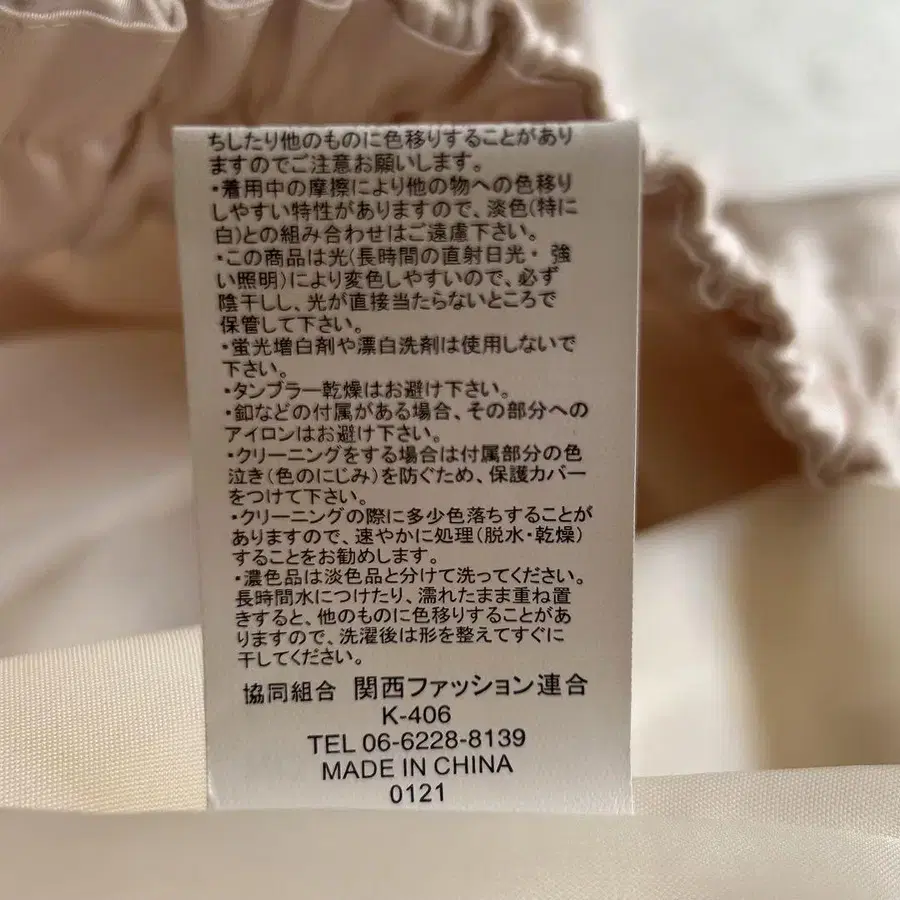 ちしたり他のものに色移りすることがあり
ますのでご注意お願いします。
・着用中の摩擦により他の物への色移り
しやすい特性がありますので、淡色(特に
白)との組み合わせはご遠慮下さい。
・この商品は光(長時間の直射日光・ 強
い照明)により変色しやすいので、必ず
陰干しし、光が直接当たらないところで
保管して下さい。
・蛍光増白剤や漂白洗剤は使用しないで
下さい。
・タンブラー乾燥はお避け下さい。
・釦などの付属がある場合、その部分への
アイロンはお避け下さい。
・クリーニングをする場合は付属部分の色
泣き(色のにじみ)を防ぐため、保護カバー
をつけて下さい。
・クリーニングの際に多少色落ちすることが
ありますので、速やかに処理(脱水・乾燥)
することをお勧めします。
・濃色品は淡色品と分けて洗ってください。
長時間水につけたり、濡れたまま重ね置
きすると、他のものに色移りすることがあ
りますので、洗濯後は形を整えてすぐに
干してください。
協同組合 関西ファッション連合
K-406
TEL 06-6228-8139
MADE IN CHINA
0121